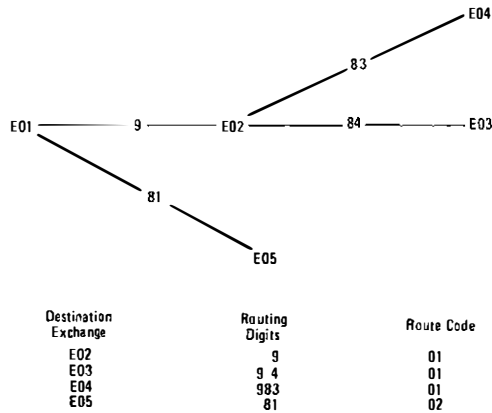 E04
83
E01 9 E02 84 E03
81
E05
Destination Exchange Routing Digits Route Code
E02 9 01
E03 9 4 01
E04 983 01
E05 81 02